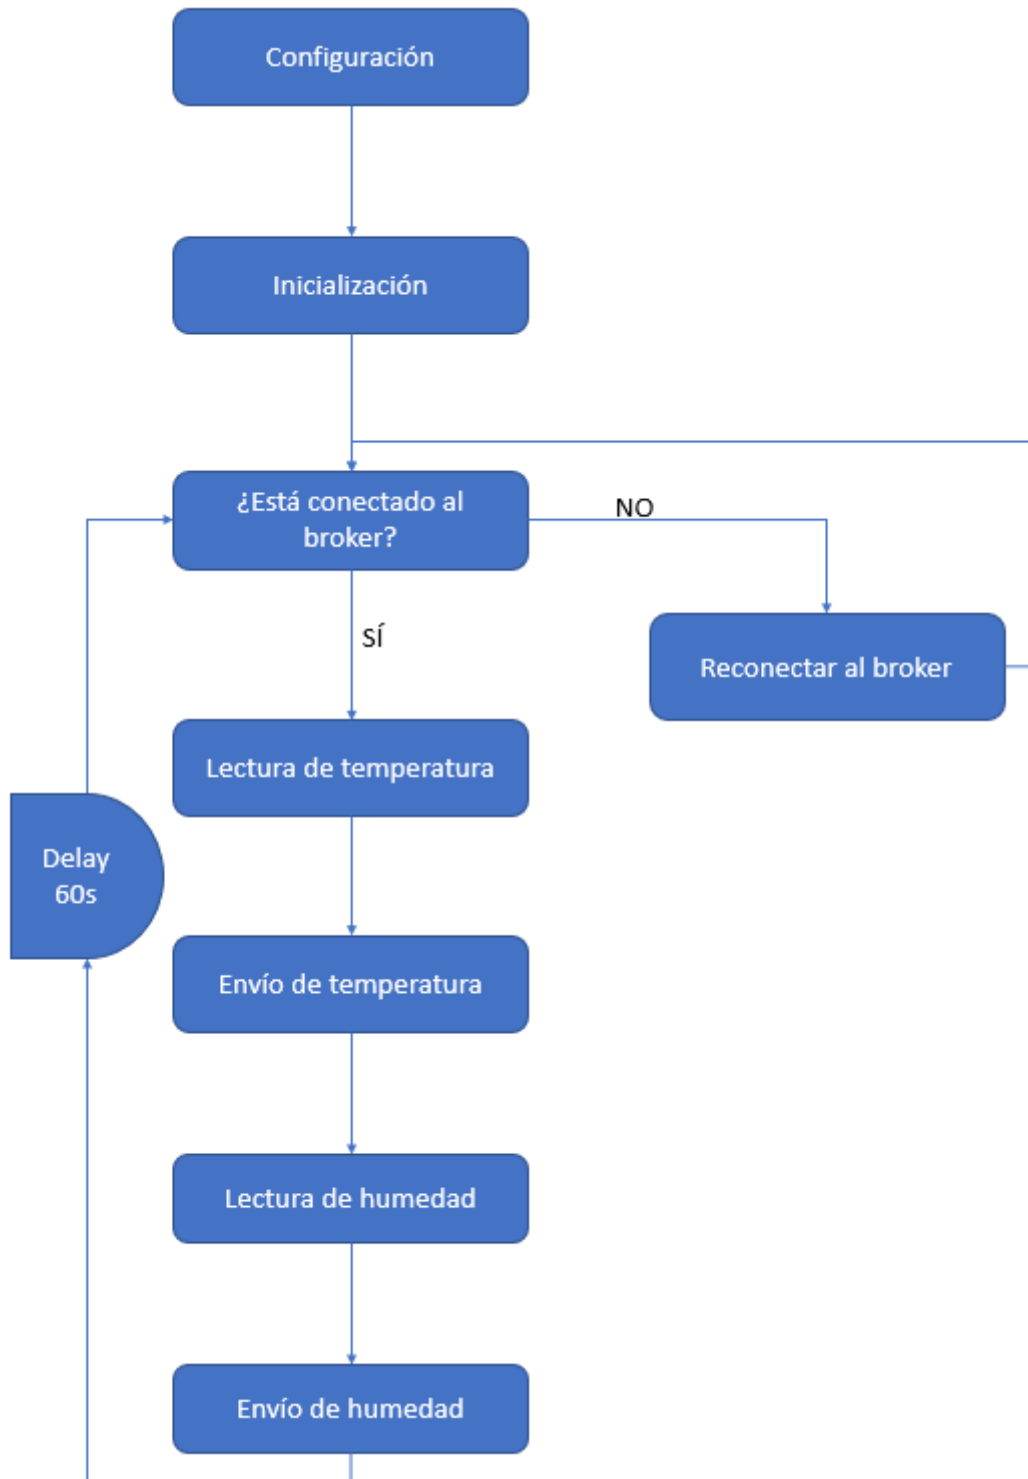 Configuración
Inicialización
¿Está conectado al
broker?
NO
SÍ
Reconectar al broker
Lectura de temperatura
Delay
60s
Envío de temperatura
Lectura de humedad
Envío de humedad